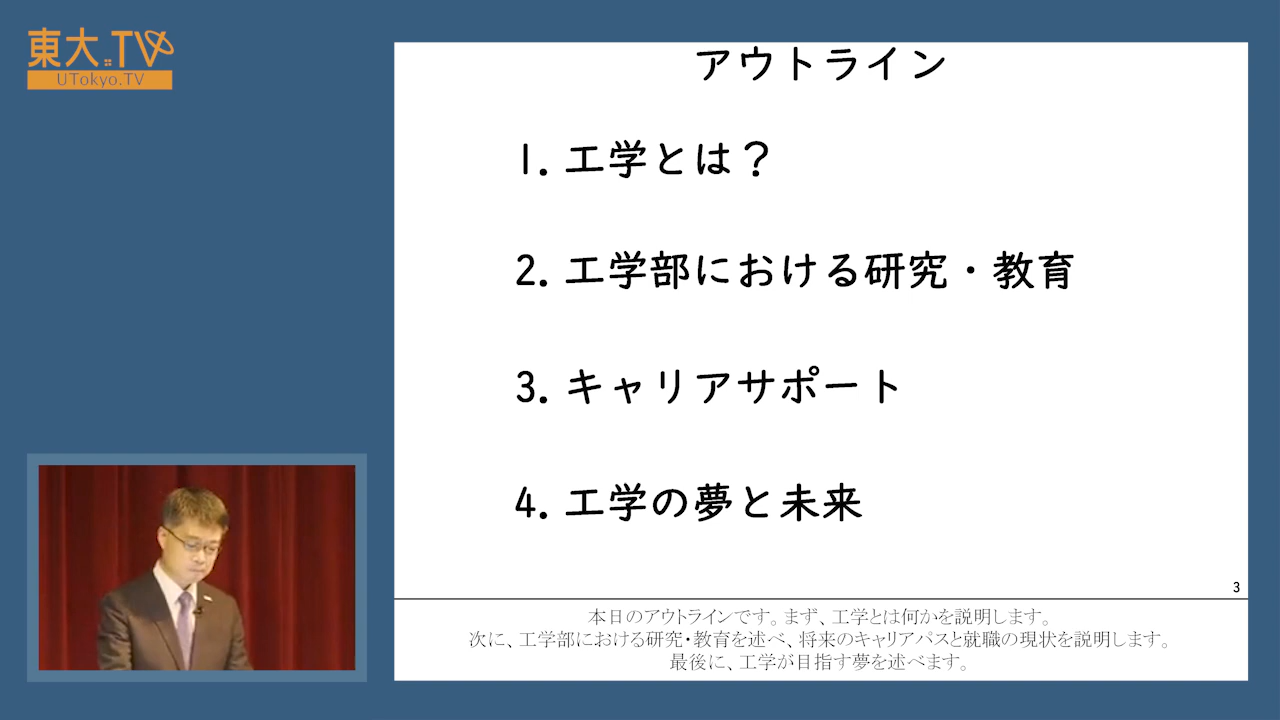 東大.TV
UTokyo.TV
アウトライン
1. 工学とは？
2. 工学部における研究・教育
3. キャリアサポート
4. 工学の夢と未来
3
本日のアウトラインです。まず、工学とは何かを説明します。
次に、工学部における研究・教育を述べ、将来のキャリアパスと就職の現状を説明します。
最後に、工学が目指す夢を述べます。